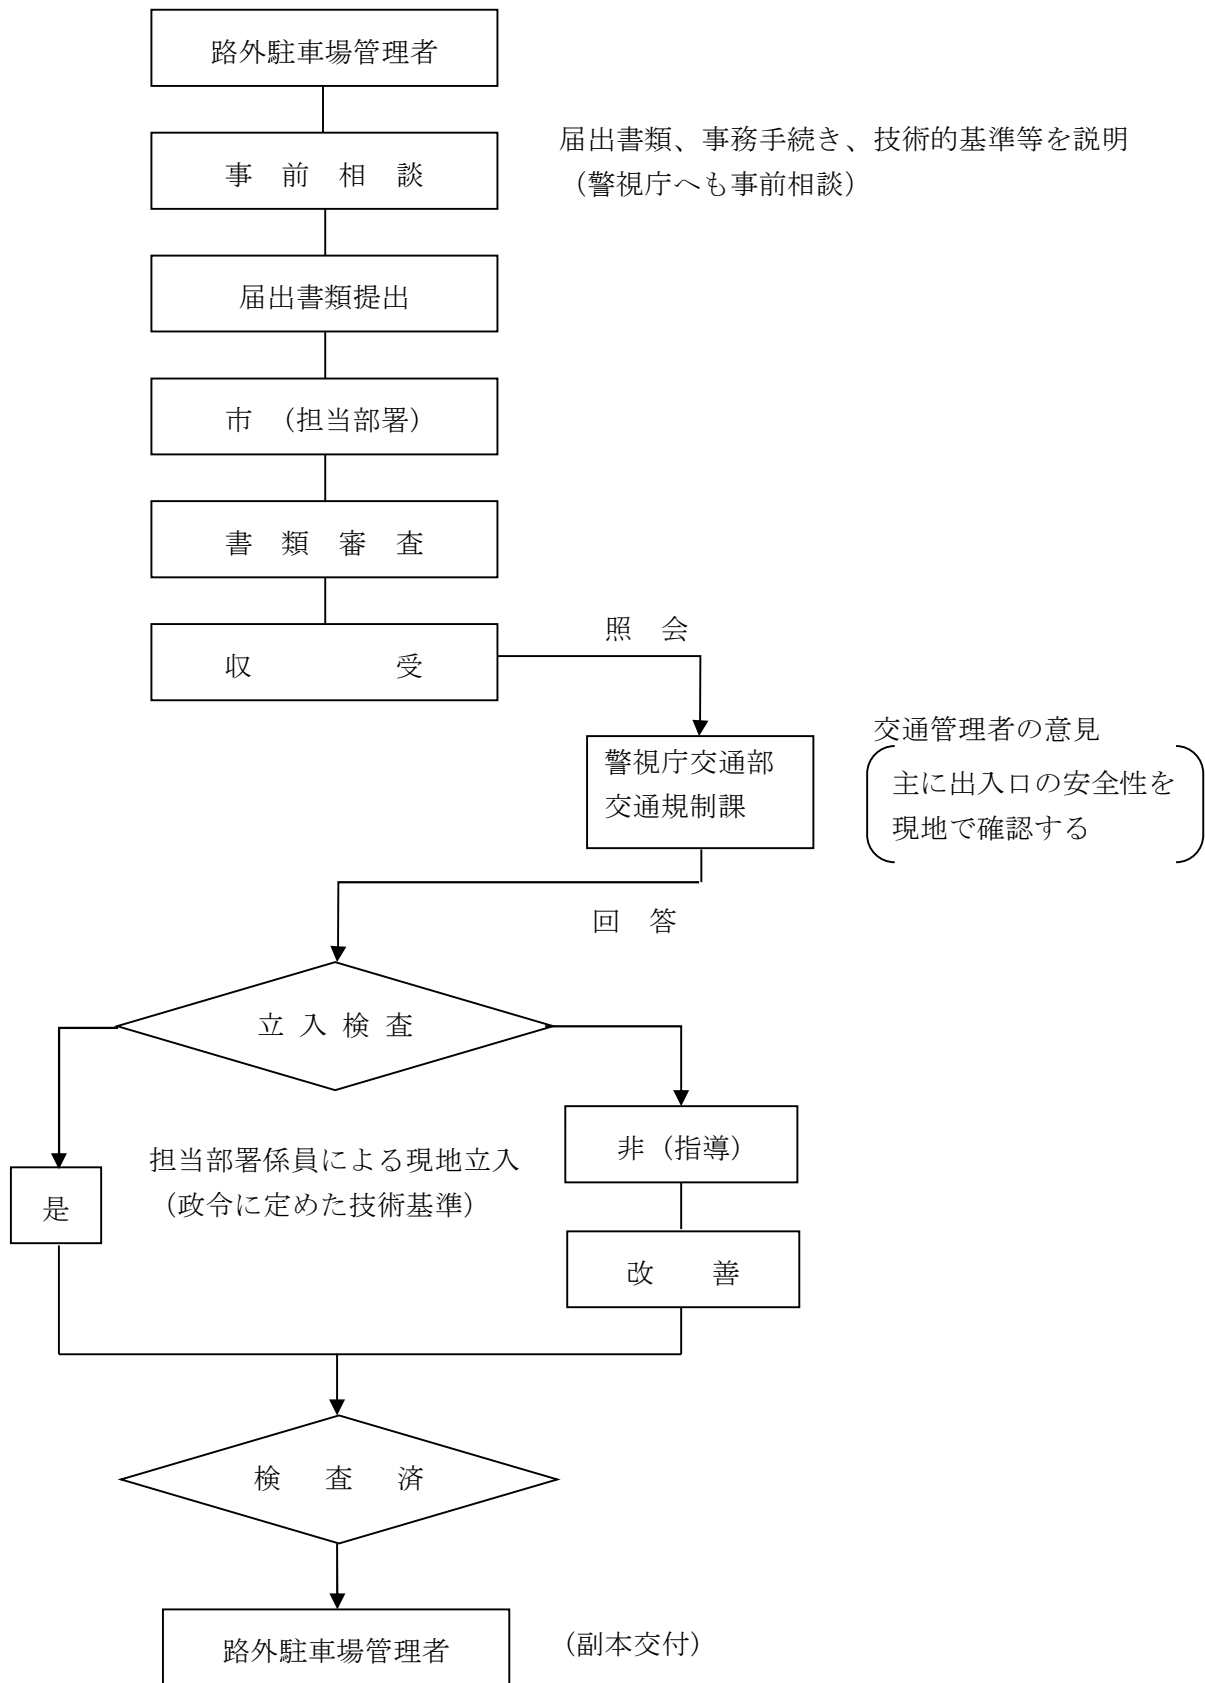 路外駐車場管理者
事　前　相　談
届出書類、事務手続き、技術的基準等を説明
（警視庁へも事前相談）
届出書類提出
市　（担当部署）
書　類　審　査
収　　　　　受
照　会
警視庁交通部
交通規制課
交通管理者の意見
主に出入口の安全性を
現地で確認する
回　答
立 入 検 査
非（指導）
担当部署係員による現地立入
（政令に定めた技術基準）
是
改　　善
検　査　済
路外駐車場管理者
（副本交付）